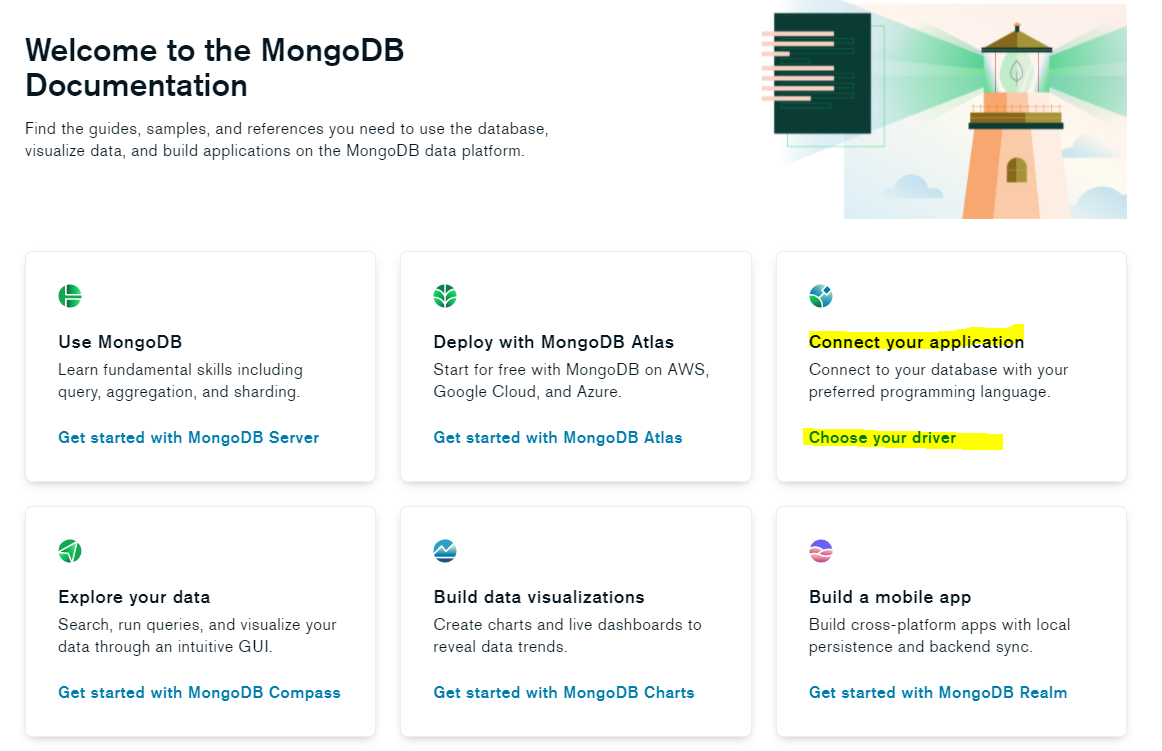 Welcome to the MongoDB
Documentation
Find the guides, samples, and references you need to use the database,
visualize data, and build applications on the MongoDB data platform.
Use MongoDB
Learn fundamental skills including
query, aggregation, and sharding.
Get started with MongoDB Server
Deploy with MongoDB Atlas
Start for free with MongoDB on AWS,
Google Cloud, and Azure.
Get started with MongoDB Atlas
Connect your application
Connect to your database with your
preferred programming language.
Choose your driver
Explore your data
Search, run queries, and visualize your
data through an intuitive GUI.
Get started with MongoDB Compass
Build data visualizations
Create charts and live dashboards to
reveal data trends.
Get started with MongoDB Charts
Build a mobile app
Build cross-platform apps with local
persistence and backend sync.
Get started with MongoDB Realm